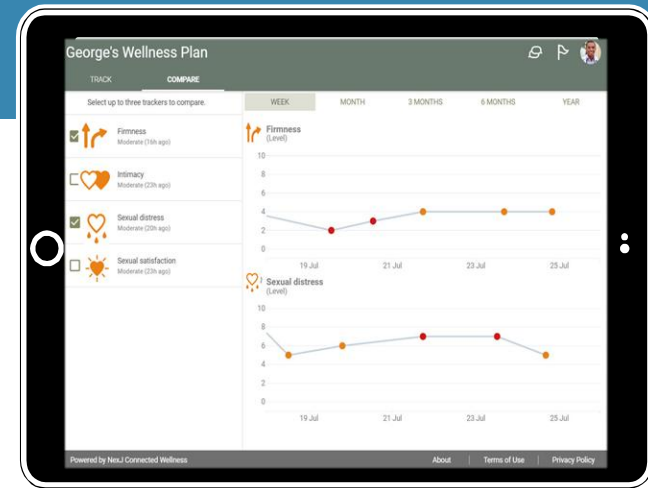 George's Wellness Plan
TRACK COMPARE
Select up to three trackers to compare.
Firmness
Moderate (16h ago)
Intimacy
Moderate (23h ago)
Sexual distress
Moderate (20h ago)
Sexual satisfaction
Moderate (23h ago)
WEEK MONTH 3 MONTHS 6 MONTHS YEAR
Firmness
(Level)
10
8
6
4
2
0
19 Jul 21 Jul 23 Jul 25 Jul
Sexual distress
(Level)
10
8
6
4
2
0
19 Jul 21 Jul 23 Jul 25 Jul
Powered by NexJ Connected Wellness
About | Terms of Use | Privacy Policy